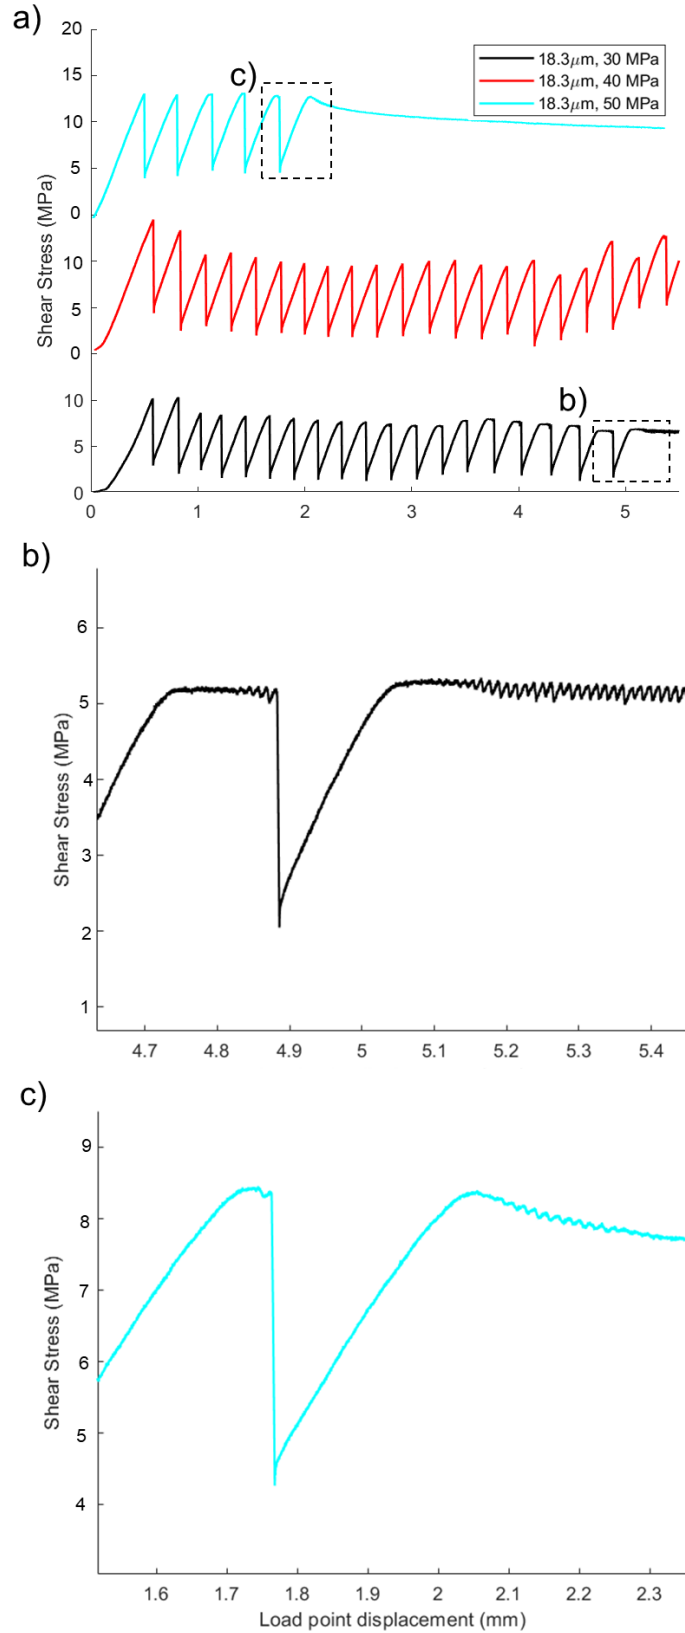 a)
20
15
10
5
0
10
5
0
10
5
0
Shear Stress (MPa)
c)
18.3μm, 30 MPa
18.3μm, 40 MPa
18.3μm, 50 MPa
b)
0 1 2 3 4 5
b)
6
5
4
3
2
1
Shear Stress (MPa)
4.7 4.8 4.9 5 5.1 5.2 5.3 5.4
c)
9
8
7
6
5
4
Shear Stress (MPa)
1.6 1.7 1.8 1.9 2 2.1 2.2 2.3
Load point displacement (mm)